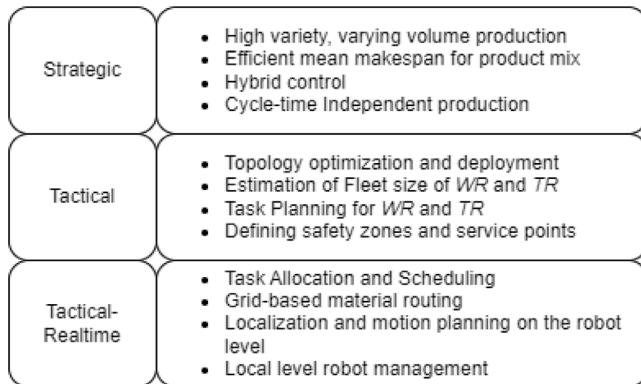 Strategic
• High variety, varying volume production
• Efficient mean makespan for product mix
• Hybrid control
• Cycle-time Independent production
Tactical
• Topology optimization and deployment
• Estimation of Fleet size of WR and TR
• Task Planning for WR and TR
• Defining safety zones and service points
Tactical-
Realtime
• Task Allocation and Scheduling
• Grid-based material routing
• Localization and motion planning on the robot
level
• Local level robot management